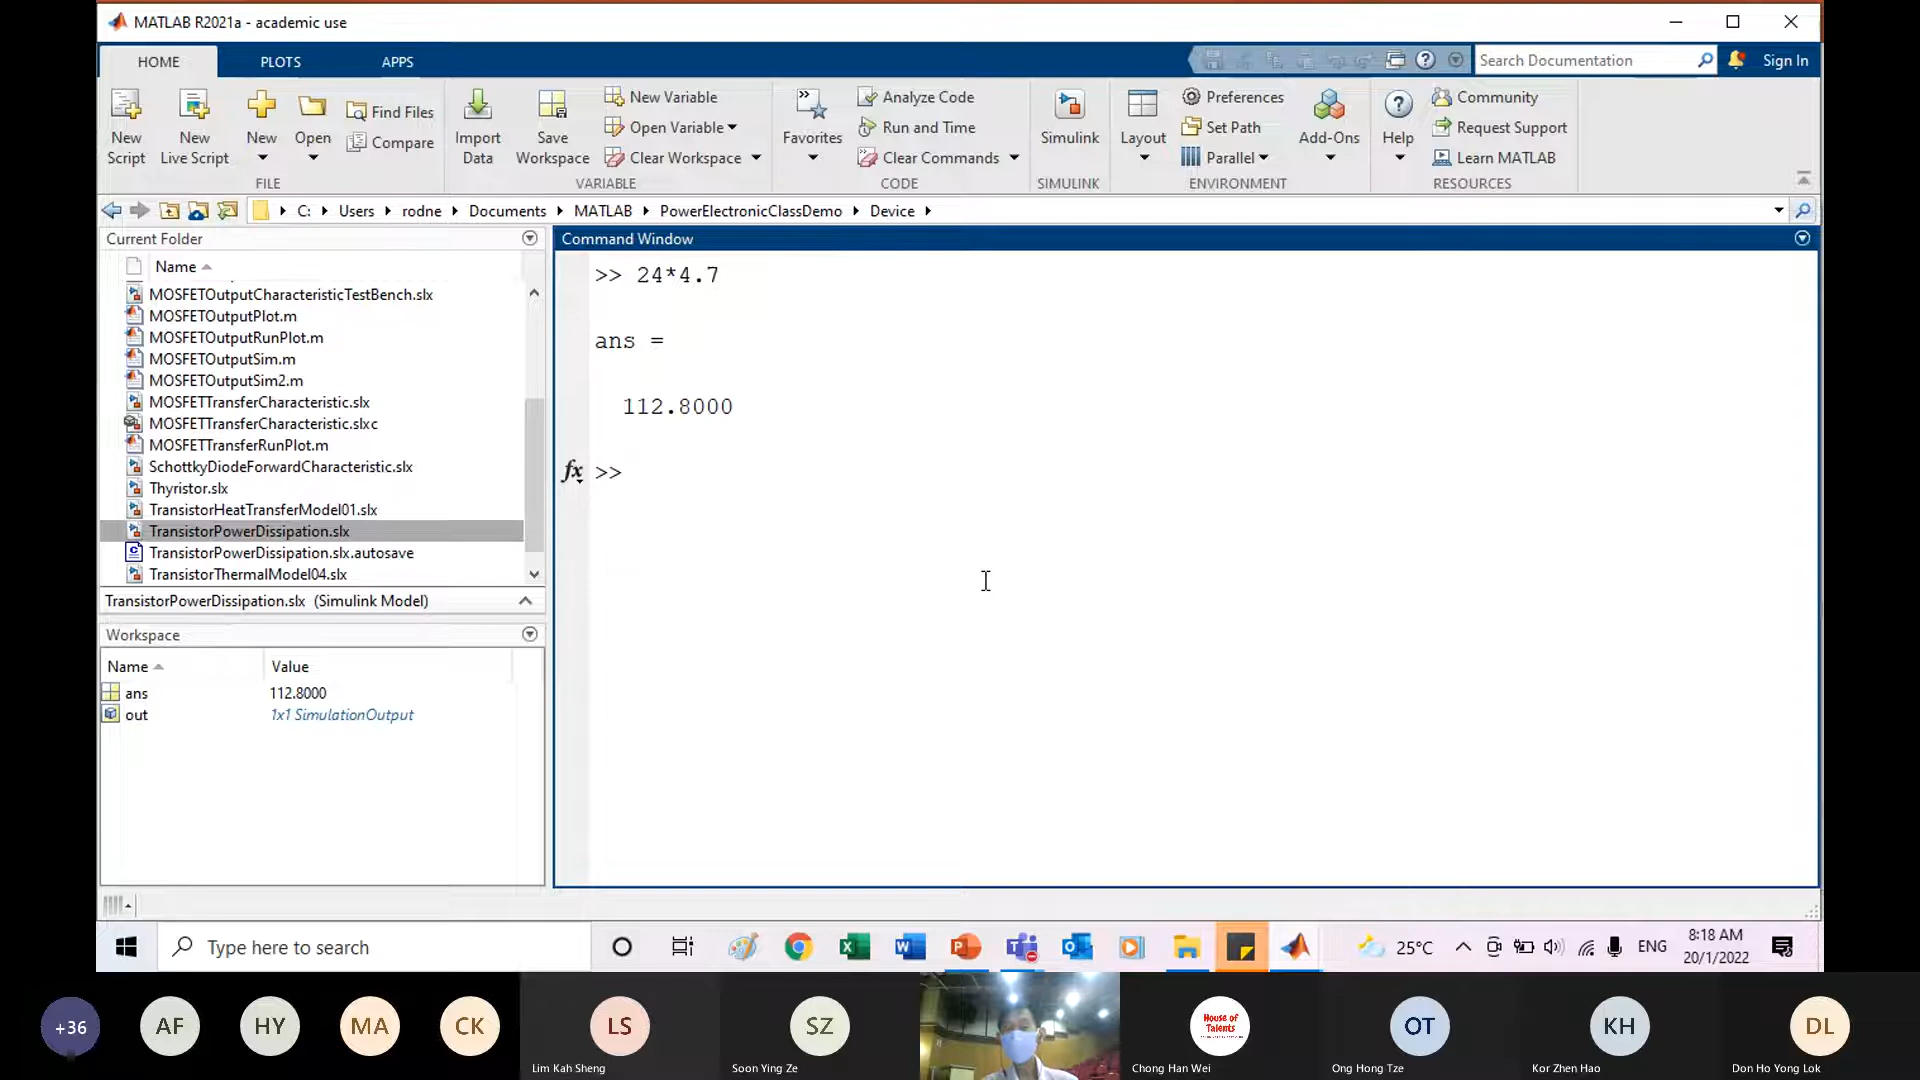 MATLAB R2021a - academic use
HOME PLOTS APPS
Search Documentation
Sign In
New Script
New Live Script
New
Open
Find Files
Compare
FILE
Import Data
Save Workspace
New Variable
Open Variable
Clear Workspace
VARIABLE
Favorites
Analyze Code
Run and Time
Clear Commands
CODE
Simulink
SIMULINK
Layout
Preferences
Set Path
Parallel
Add-Ons
ENVIRONMENT
Help
Community
Request Support
Learn MATLAB
RESOURCES
C: Users rodne Documents MATLAB PowerElectronicClassDemo Device
Current Folder
Name
MOSFETOutputCharacteristicTestBench.slx
MOSFETOutputPlot.m
MOSFETOutputRunPlot.m
MOSFETOutputSim.m
MOSFETOutputSim2.m
MOSFETTransferCharacteristic.slx
MOSFETTransferCharacteristic.slxc
MOSFETTransferRunPlot.m
SchottkyDiodeForwardCharacteristic.slx
Thyristor.slx
TransistorHeatTransferModel01.slx
TransistorPowerDissipation.slx
TransistorPowerDissipation.slx.autosave
TransistorThermalModel04.slx
TransistorPowerDissipation.slx (Simulink Model)
Workspace
Name Value
ans 112.8000
out 1x1 SimulationOutput
Command Window
>> 24*4.7
ans =
112.8000
fx >>
Type here to search
25°C
ENG
8:18 AM
20/1/2022
+36
AF
HY
MA
CK
LS
Lim Kah Sheng
SZ
Soon Ying Ze
House of
Talents
Chong Han Wei
OT
Ong Hong Tze
KH
Kor Zhen Hao
DL
Don Ho Yong Lok